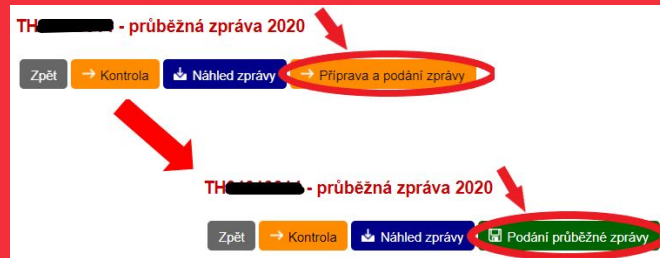 TH - průběžná zpráva 2020
Zpět → Kontrola Náhled zprávy → Příprava a podání zprávy
TH - průběžná zpráva 2020
Zpět → Kontrola Náhled zprávy Podání průběžné zprávy